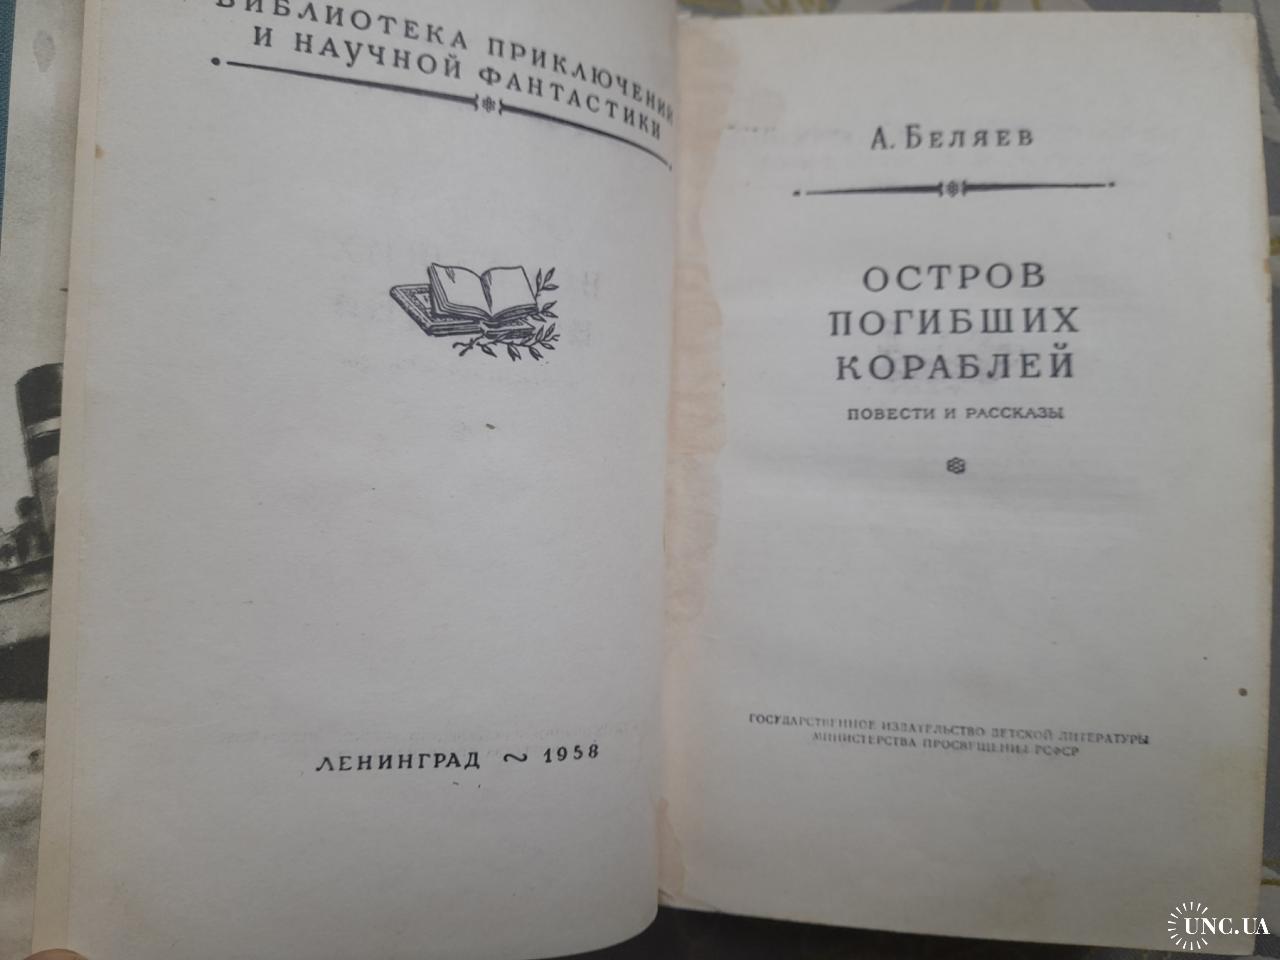 БИБЛИОТЕКА ПРИКЛЮЧЕНИЙ
И НАУЧНОЙ ФАНТАСТИКИ
ЛЕНИНГРАД ~ 1958
А. БЕЛЯЕВ
ОСТРОВ
ПОГИБШИХ
КОРАБЛЕЙ
ПОВЕСТИ И РАССКАЗЫ
ГОСУДАРСТВЕННОЕ ИЗДАТЕЛЬСТВО ДЕТСКОЙ ЛИТЕРАТУРЫ
МИНИСТЕРСТВА ПРОСВЕЩЕНИЯ РСФСР
UNC.UA